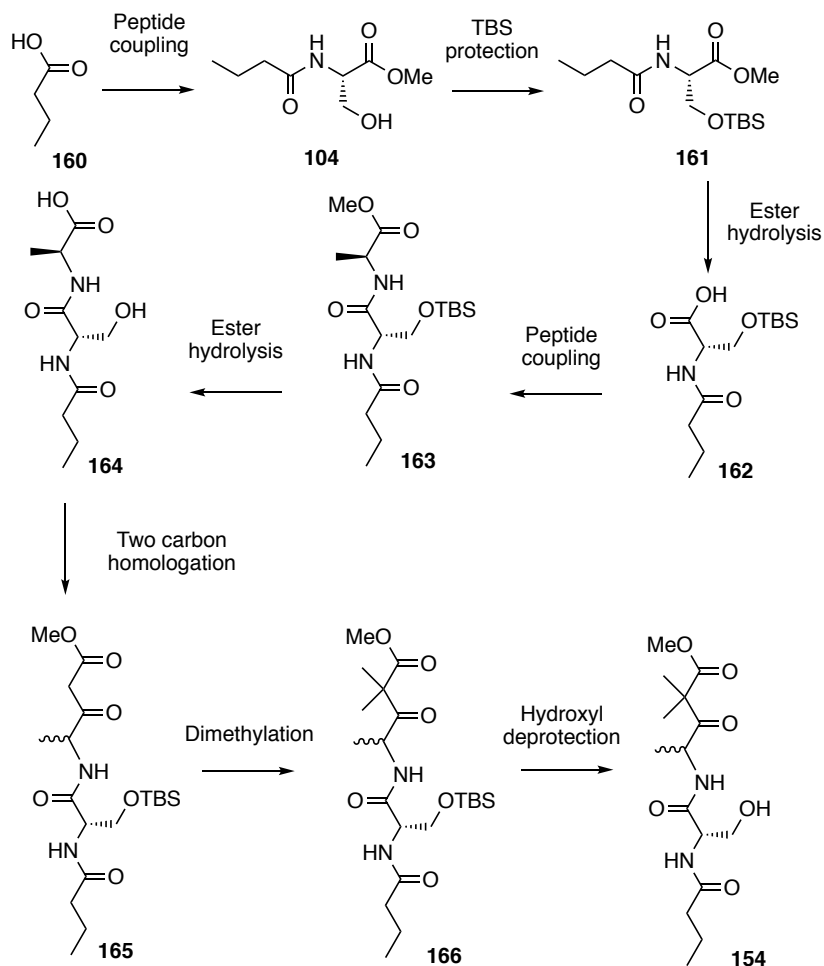 Peptide
coupling
TBS
protection
HO
O
160
H
N
O
O
OMe
OH
104
H
N
O
O
OMe
OTBS
161
Ester
hydrolysis
HO
O
NH
O
OH
HN
O
164
Ester
hydrolysis
MeO
O
NH
O
OTBS
HN
O
163
Peptide
coupling
OH
O
OTBS
HN
O
162
Two carbon
homologation
MeO
O
O
NH
O
OTBS
HN
O
165
Dimethylation
MeO
O
O
NH
O
OTBS
HN
O
166
Hydroxyl
deprotection
MeO
O
O
NH
O
OH
HN
O
154